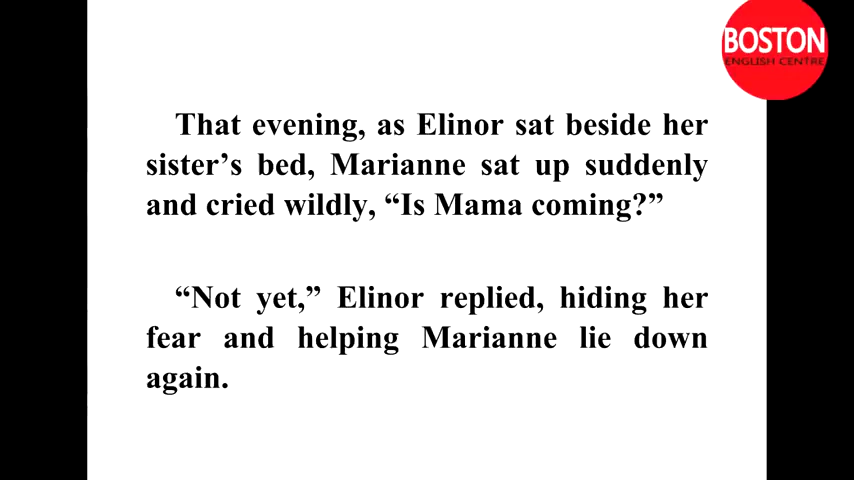 BOSTON
ENGLISH CENTRE
That evening, as Elinor sat beside her
sister’s bed, Marianne sat up suddenly
and cried wildly, “Is Mama coming?”
“Not yet,” Elinor replied, hiding her
fear and helping Marianne lie down
again.